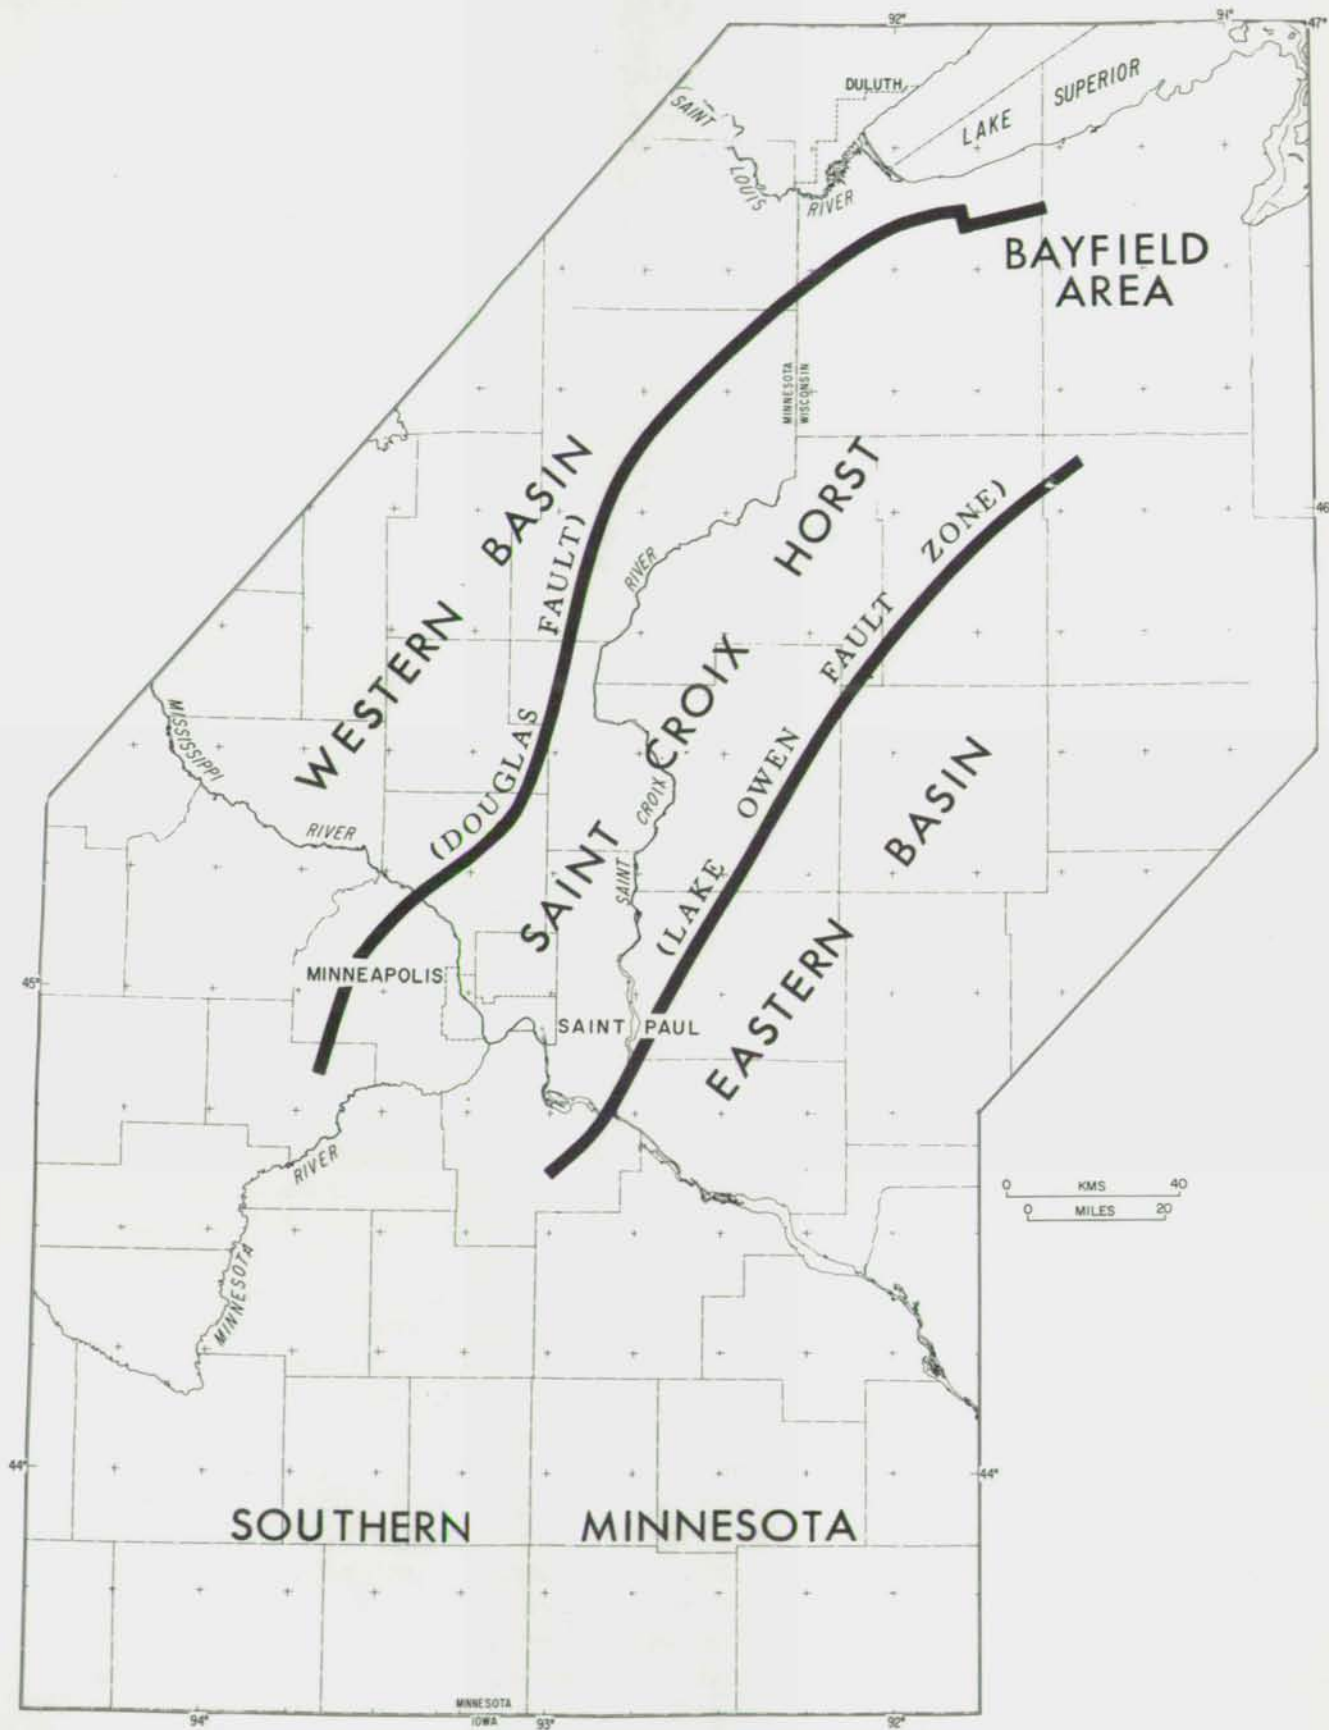 92°
91°
47°
DULUTH
LAKE SUPERIOR
SAINT LOUIS RIVER
BAYFIELD
AREA
MINNESOTA
WISCONSIN
WESTERN BASIN
(DOUGLAS FAULT)
SAINT CROIX HORST
SAINT CROIX RIVER
(LAKE OWEN FAULT ZONE)
46
EASTERN BASIN
MISSISSIPPI RIVER
45°
MINNEAPOLIS
SAINT PAUL
MINNESOTA RIVER
0 KMS 40
0 MILES 20
44°
44°
SOUTHERN MINNESOTA
MINNESOTA
IOWA
94°
93°
92°